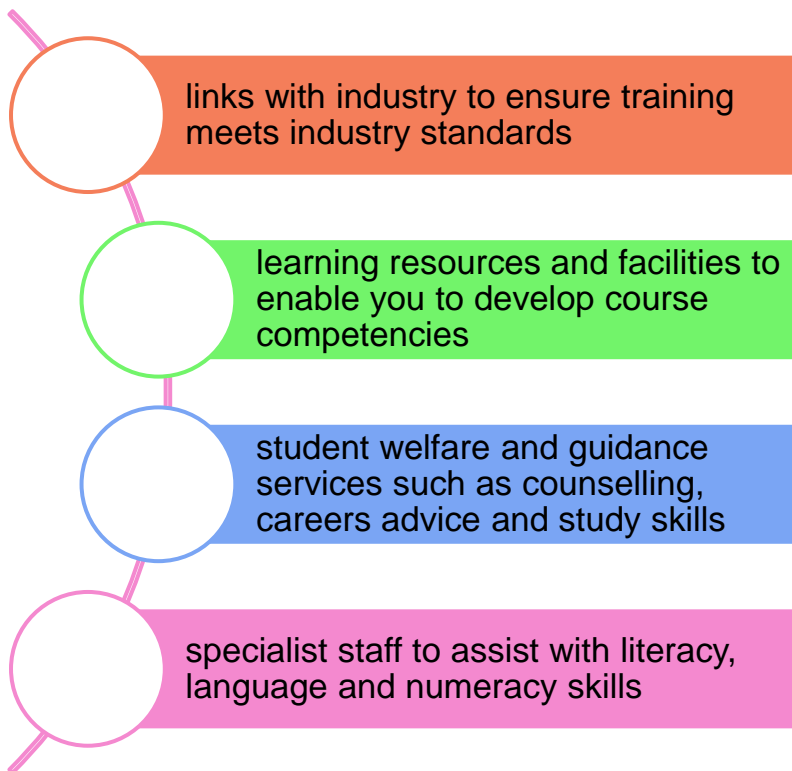 links with industry to ensure training
meets industry standards
learning resources and facilities to
enable you to develop course
competencies
student welfare and guidance
services such as counselling,
careers advice and study skills
specialist staff to assist with literacy,
language and numeracy skills